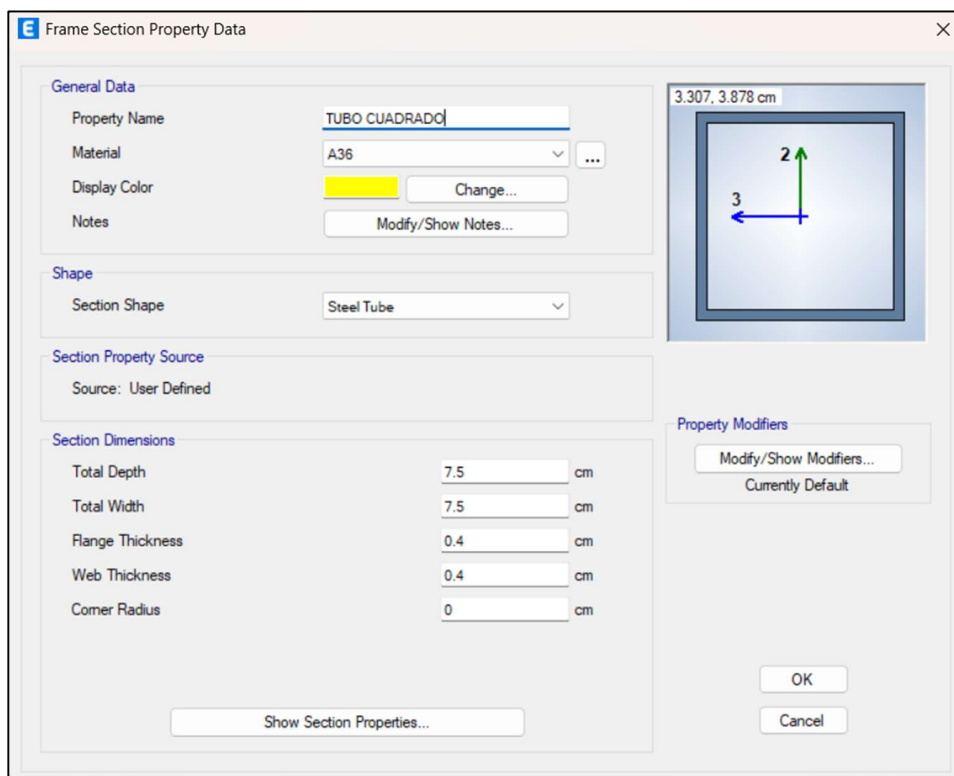 E Frame Section Property Data
General Data
Property Name TUBO CUADRADO
Material A36 ...
Display Color Change...
Notes Modify/Show Notes...
Shape
Section Shape Steel Tube
Section Property Source
Source: User Defined
Section Dimensions
Total Depth 7.5 cm
Total Width 7.5 cm
Flange Thickness 0.4 cm
Web Thickness 0.4 cm
Corner Radius 0 cm
Show Section Properties...
3.307, 3.878 cm
2
3
Property Modifiers
Modify/Show Modifiers...
Currently Default
OK
Cancel